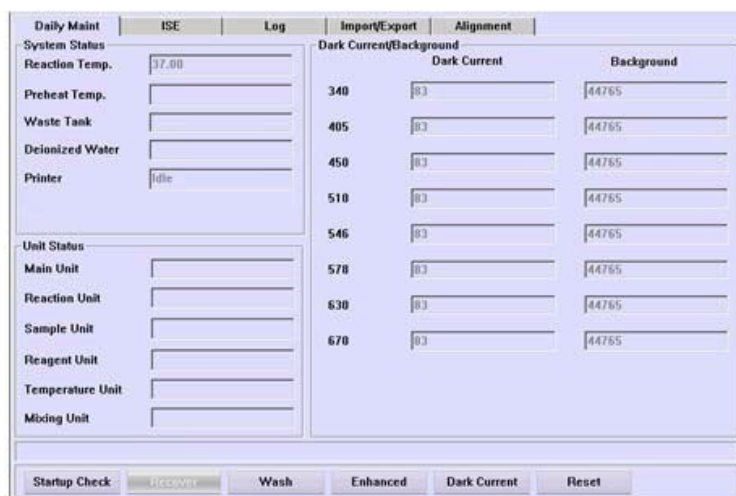 Daily Maint ISE Log Import/Export Alignment
System Status
Reaction Temp. 37.00
Preheat Temp.
Waste Tank
Deionized Water
Printer Idle
Unit Status
Main Unit
Reaction Unit
Sample Unit
Reagent Unit
Temperature Unit
Mixing Unit
Dark Current/Background
Dark Current Background
340 83 44765
405 83 44765
450 83 44765
510 83 44765
546 83 44765
578 83 44765
630 83 44765
670 83 44765
Startup Check Recover Wash Enhanced Dark Current Reset